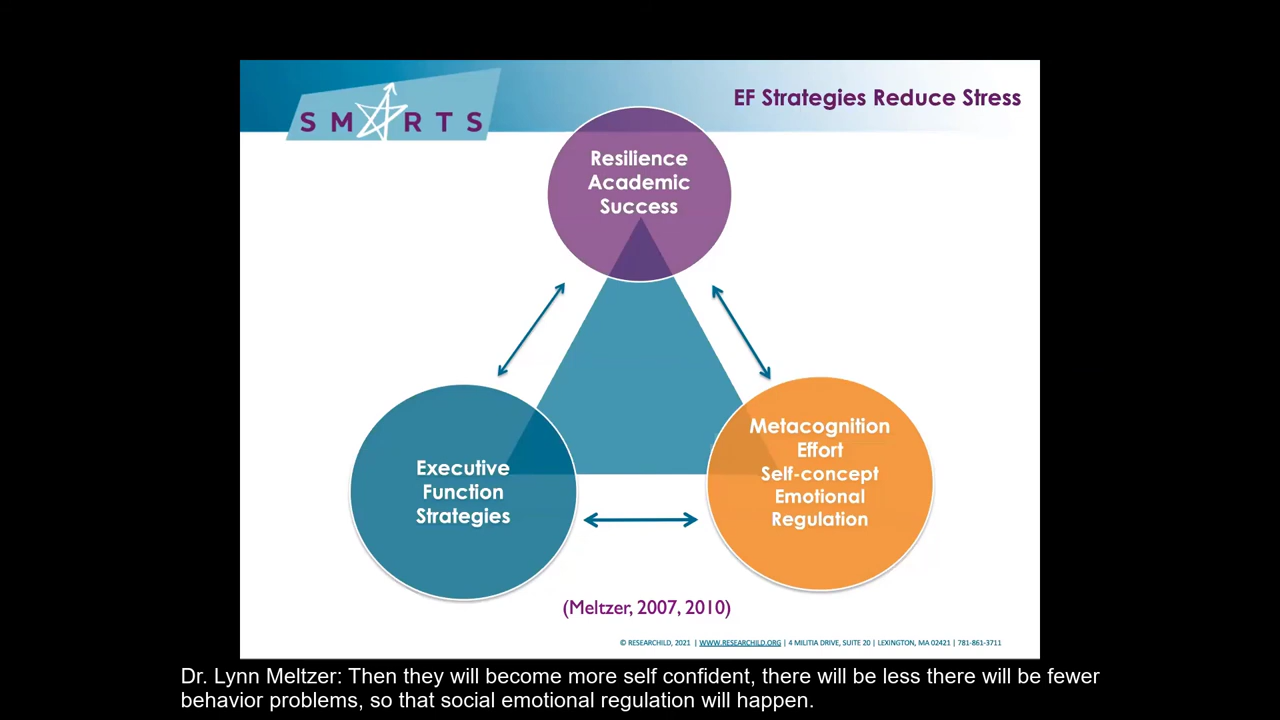 SMARTS
EF Strategies Reduce Stress
Resilience
Academic
Success
Executive
Function
Strategies
Metacognition
Effort
Self-concept
Emotional
Regulation
(Meltzer, 2007, 2010)
© RESEARCHILD, 2021 | WWW.RESEARCHILD.ORG | 4 MILITIA DRIVE, SUITE 20 | LEXINGTON, MA 02421 | 781-861-3711
Dr. Lynn Meltzer: Then they will become more self confident, there will be less there will be fewer
behavior problems, so that social emotional regulation will happen.